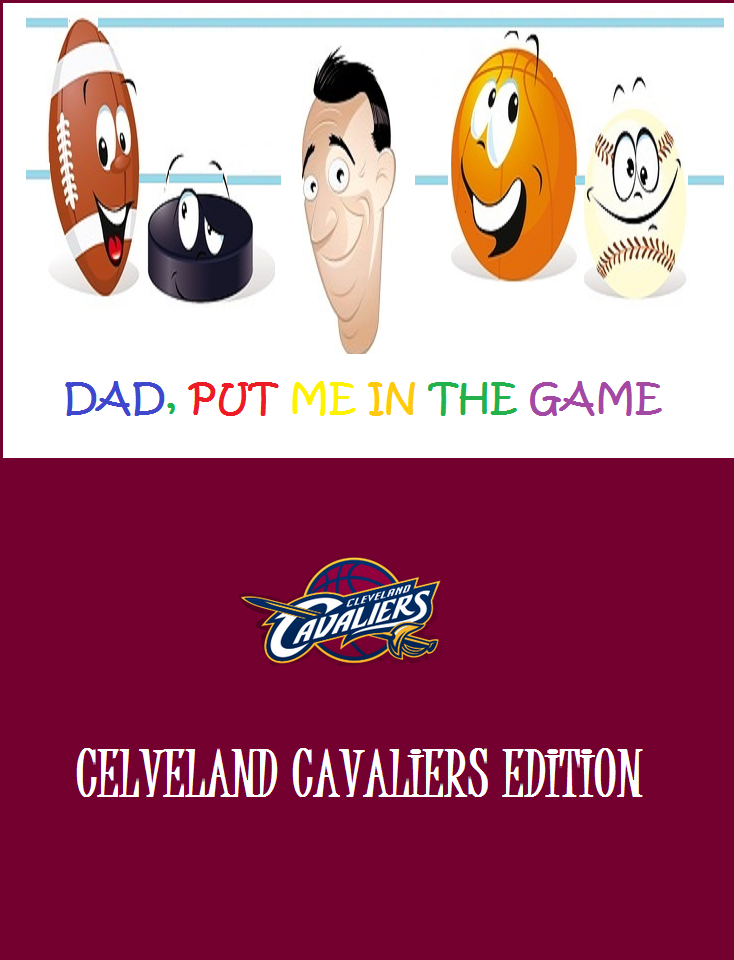 DAD, PUT ME IN THE GAME
CLEVELAND
CAVALIERS
CELVELAND CAVALIERS EDITION